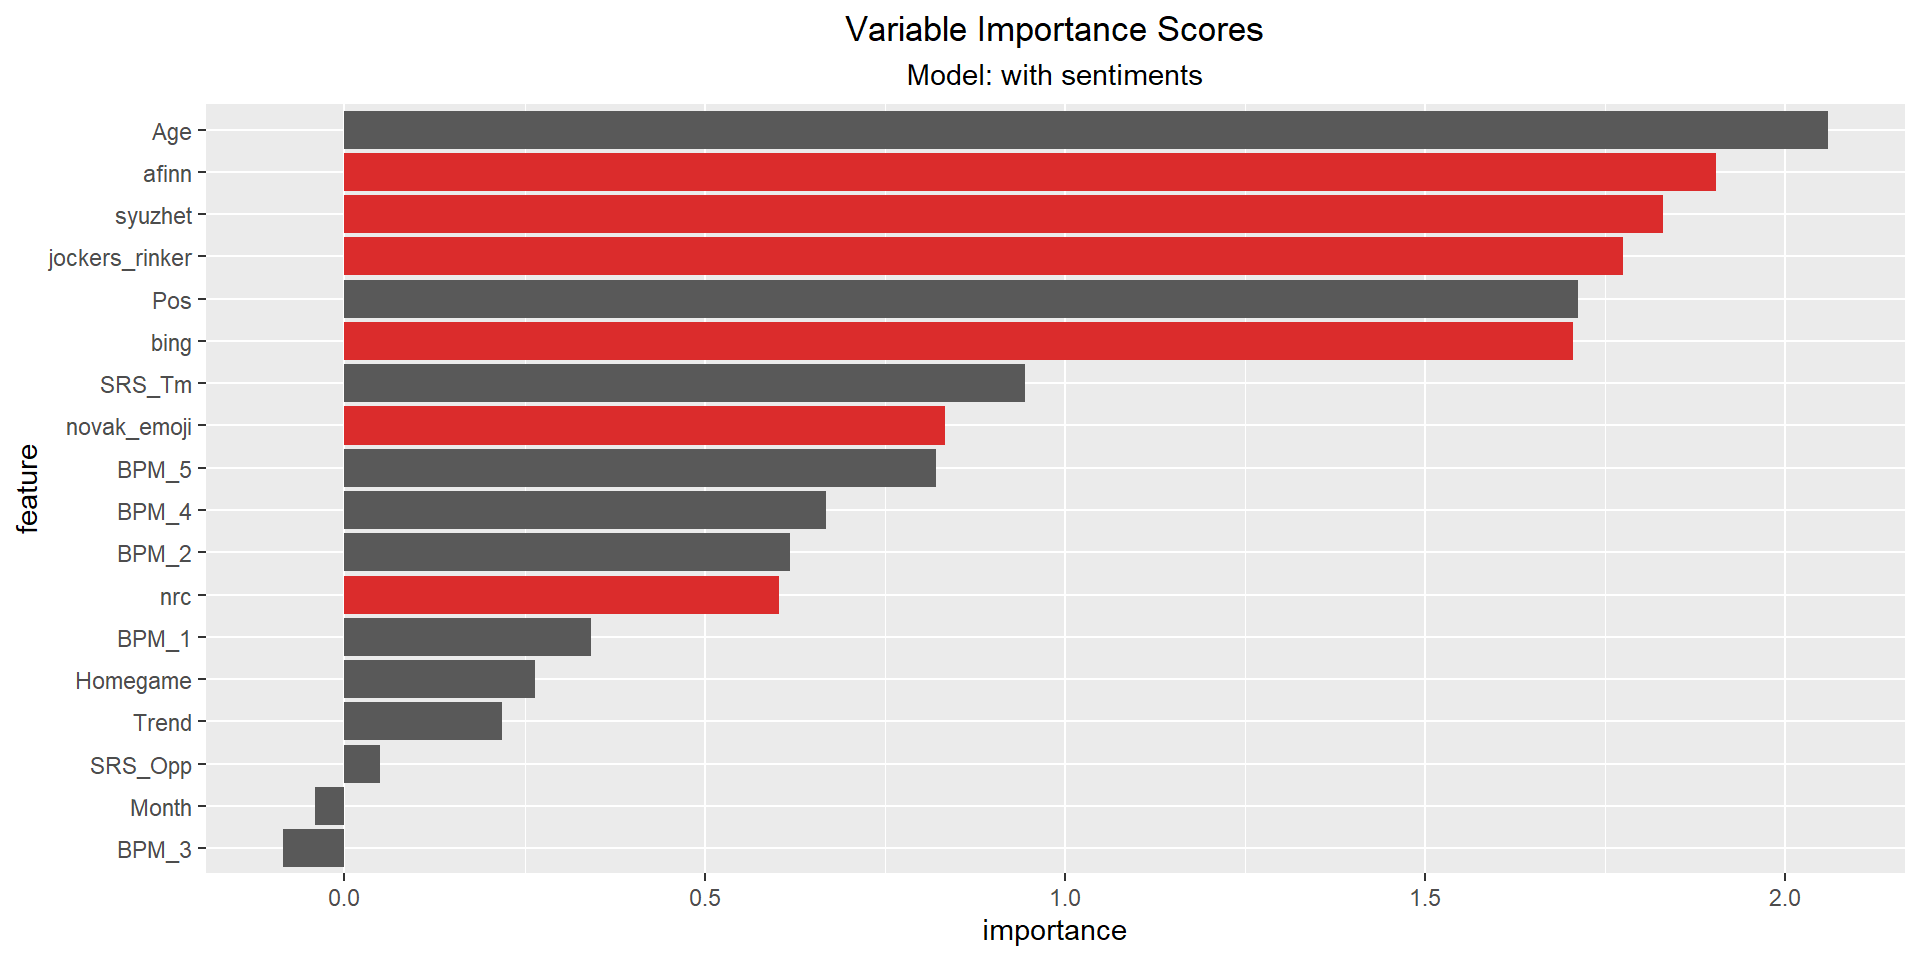 Variable Importance Scores
Model: with sentiments
Age
afinn
syuzhet
jockers_rinker
Pos
bing
SRS_Tm
novak_emoji
BPM_5
BPM_4
BPM_2
nrc
BPM_1
Homegame
Trend
SRS_Opp
Month
BPM_3
feature
0.0 0.5 1.0 1.5 2.0
importance